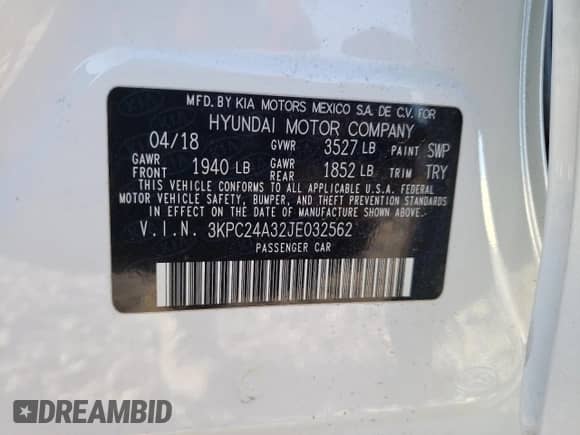 MFD. BY KIA MOTORS MEXICO S.A. DE C.V. FOR
HYUNDAI MOTOR COMPANY
04/18 GVWR 3527 LB PAINT SWP
GAWR FRONT 1940 LB GAWR REAR 1852 LB TRIM TRY
THIS VEHICLE CONFORMS TO ALL APPLICABLE U.S.A. FEDERAL
MOTOR VEHICLE SAFETY, BUMPER, AND THEFT PREVENTION STANDARDS
IN EFFECT ON THE DATE OF MANUFACTURE SHOWN ABOVE.
V.I.N. 3KPC24A32JE032562
PASSENGER CAR
DREAMBID